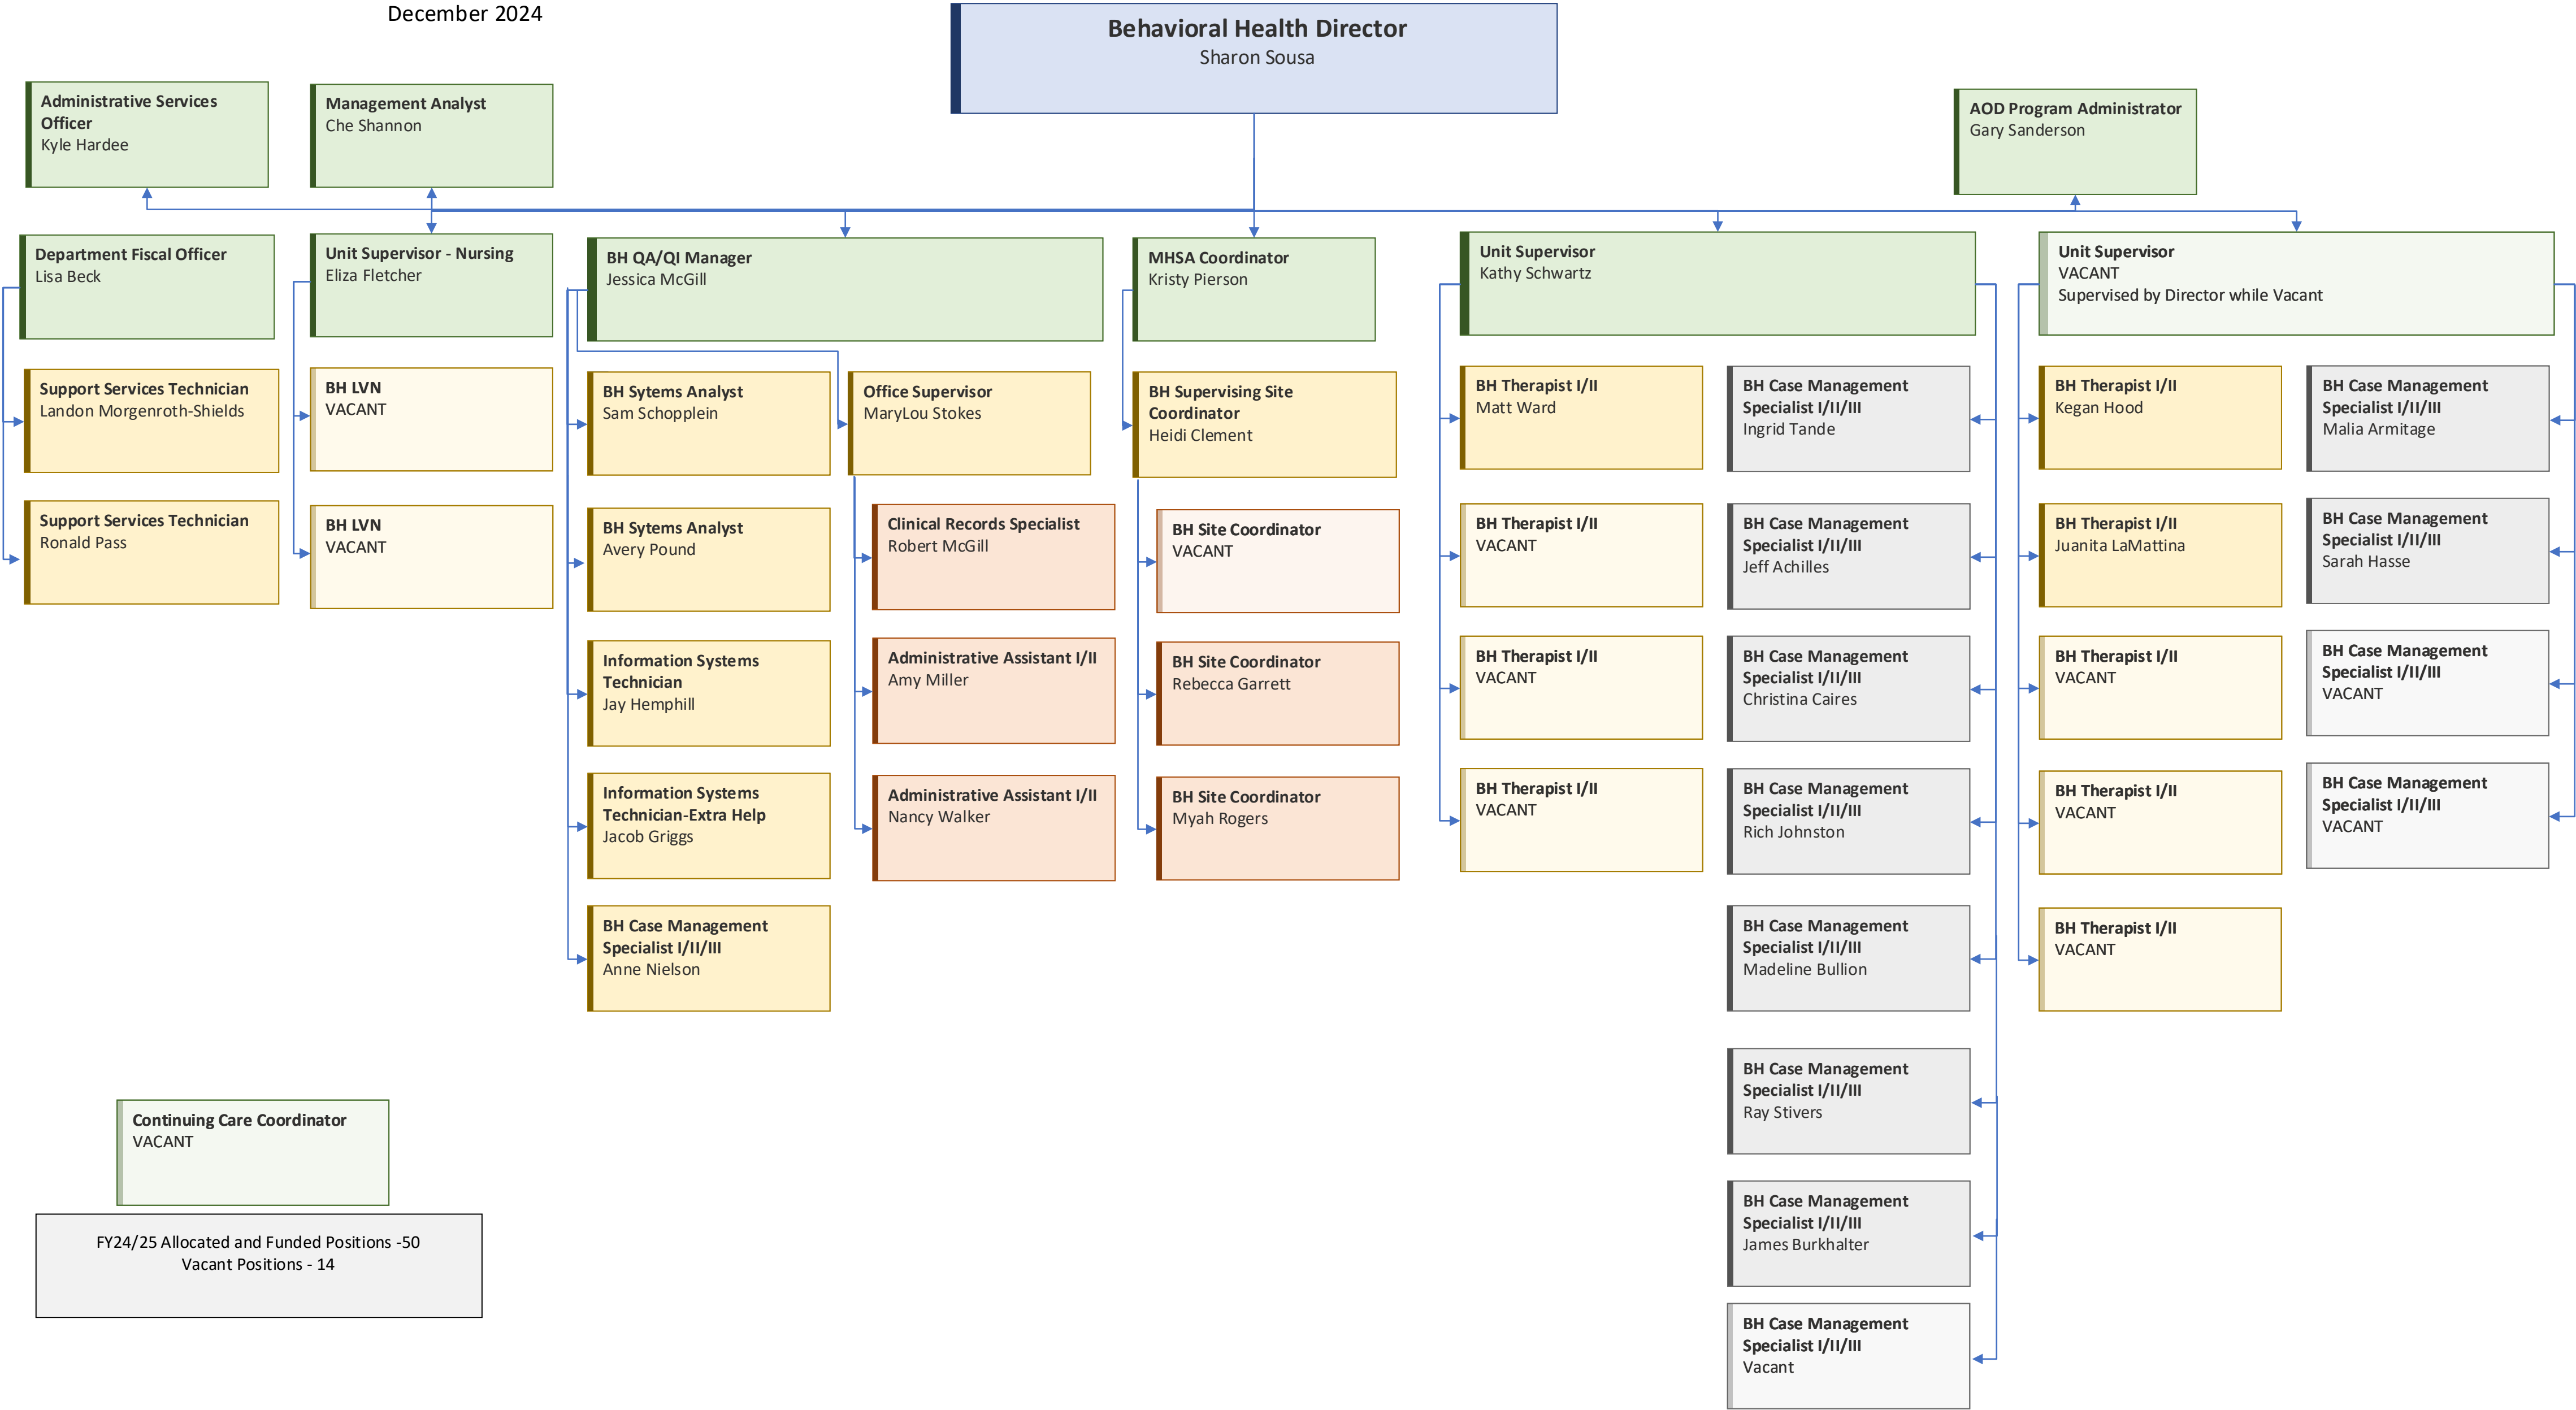 December 2024
Behavioral Health Director
Sharon Sousa
Administrative Services
Officer
Kyle Hardee
Management Analyst
Che Shannon
AOD Program Administrator
Gary Sanderson
Department Fiscal Officer
Lisa Beck
Unit Supervisor - Nursing
Eliza Fletcher
BH QA/QI Manager
Jessica McGill
MHSA Coordinator
Kristy Pierson
Unit Supervisor
Kathy Schwartz
Unit Supervisor
VACANT
Supervised by Director while Vacant
Support Services Technician
Landon Morgenroth-Shields
Support Services Technician
Ronald Pass
BH LVN
VACANT
BH LVN
VACANT
BH Sytems Analyst
Sam Schopplein
BH Sytems Analyst
Avery Pound
Information Systems
Technician
Jay Hemphill
Information Systems
Technician-Extra Help
Jacob Griggs
BH Case Management
Specialist I/II/III
Anne Nielson
Office Supervisor
MaryLou Stokes
Clinical Records Specialist
Robert McGill
Administrative Assistant I/II
Amy Miller
Administrative Assistant I/II
Nancy Walker
BH Supervising Site
Coordinator
Heidi Clement
BH Site Coordinator
VACANT
BH Site Coordinator
Rebecca Garrett
BH Site Coordinator
Myah Rogers
BH Therapist I/II
Matt Ward
BH Therapist I/II
VACANT
BH Therapist I/II
VACANT
BH Therapist I/II
VACANT
BH Case Management
Specialist I/II/III
Ingrid Tande
BH Case Management
Specialist I/II/III
Jeff Achilles
BH Case Management
Specialist I/II/III
Christina Caires
BH Case Management
Specialist I/II/III
Rich Johnston
BH Case Management
Specialist I/II/III
Madeline Bullion
BH Case Management
Specialist I/II/III
Ray Stivers
BH Case Management
Specialist I/II/III
James Burkhalter
BH Case Management
Specialist I/II/III
Vacant
BH Therapist I/II
Kegan Hood
BH Therapist I/II
Juanita LaMattina
BH Therapist I/II
VACANT
BH Therapist I/II
VACANT
BH Therapist I/II
VACANT
BH Case Management
Specialist I/II/III
Malia Armitage
BH Case Management
Specialist I/II/III
Sarah Hasse
BH Case Management
Specialist I/II/III
VACANT
BH Case Management
Specialist I/II/III
VACANT
Continuing Care Coordinator
VACANT
FY24/25 Allocated and Funded Positions -50
Vacant Positions - 14